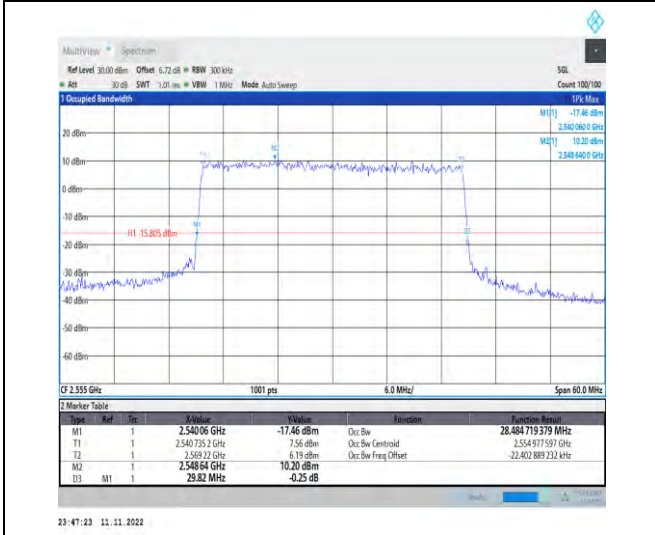 MultiView Spectrum
Ref Level 30.00 dBm Offset 6.72 dB RBW 300 kHz SGL
Att 30 dB SWT 1.01 ms VBW 1 MHz Mode Auto Sweep Count 100/100
1 Occupied Bandwidth 1Pk Max
M1[1] -17.46 dBm
2.540 060 0 GHz
M2[1] 10.20 dBm
2.548 640 0 GHz
20 dBm
M2
T1
T2
10 dBm
0 dBm
-10 dBm
M1
H1 -15.805 dBm
D3
-20 dBm
-30 dBm
-40 dBm
-50 dBm
-60 dBm
CF 2.555 GHz 1001 pts 6.0 MHz/ Span 60.0 MHz
2 Marker Table
Type Ref Trc X-Value Y-Value Function Function Result
M1 1 2.54006 GHz -17.46 dBm Occ Bw 28.484 719 379 MHz
T1 1 2.540 735 2 GHz 7.56 dBm Occ Bw Centroid 2.554 977 597 GHz
T2 1 2.569 22 GHz 6.19 dBm Occ Bw Freq Offset -22.402 889 232 kHz
M2 1 2.548 64 GHz 10.20 dBm
D3 M1 1 29.82 MHz -0.25 dB
23:47:23 11.11.2022